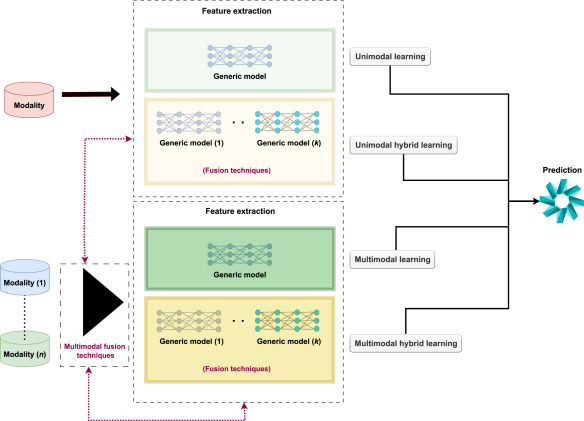 Feature extraction
Generic model
Modality
Generic model (1)
. .
Generic model (k)
(Fusion techniques)
Unimodal learning
Unimodal hybrid learning
Prediction
Feature extraction
Generic model
Modality (1)
Modality (n)
Multimodal fusion
techniques
Generic model (1)
. .
Generic model (k)
(Fusion techniques)
Multimodal learning
Multimodal hybrid learning